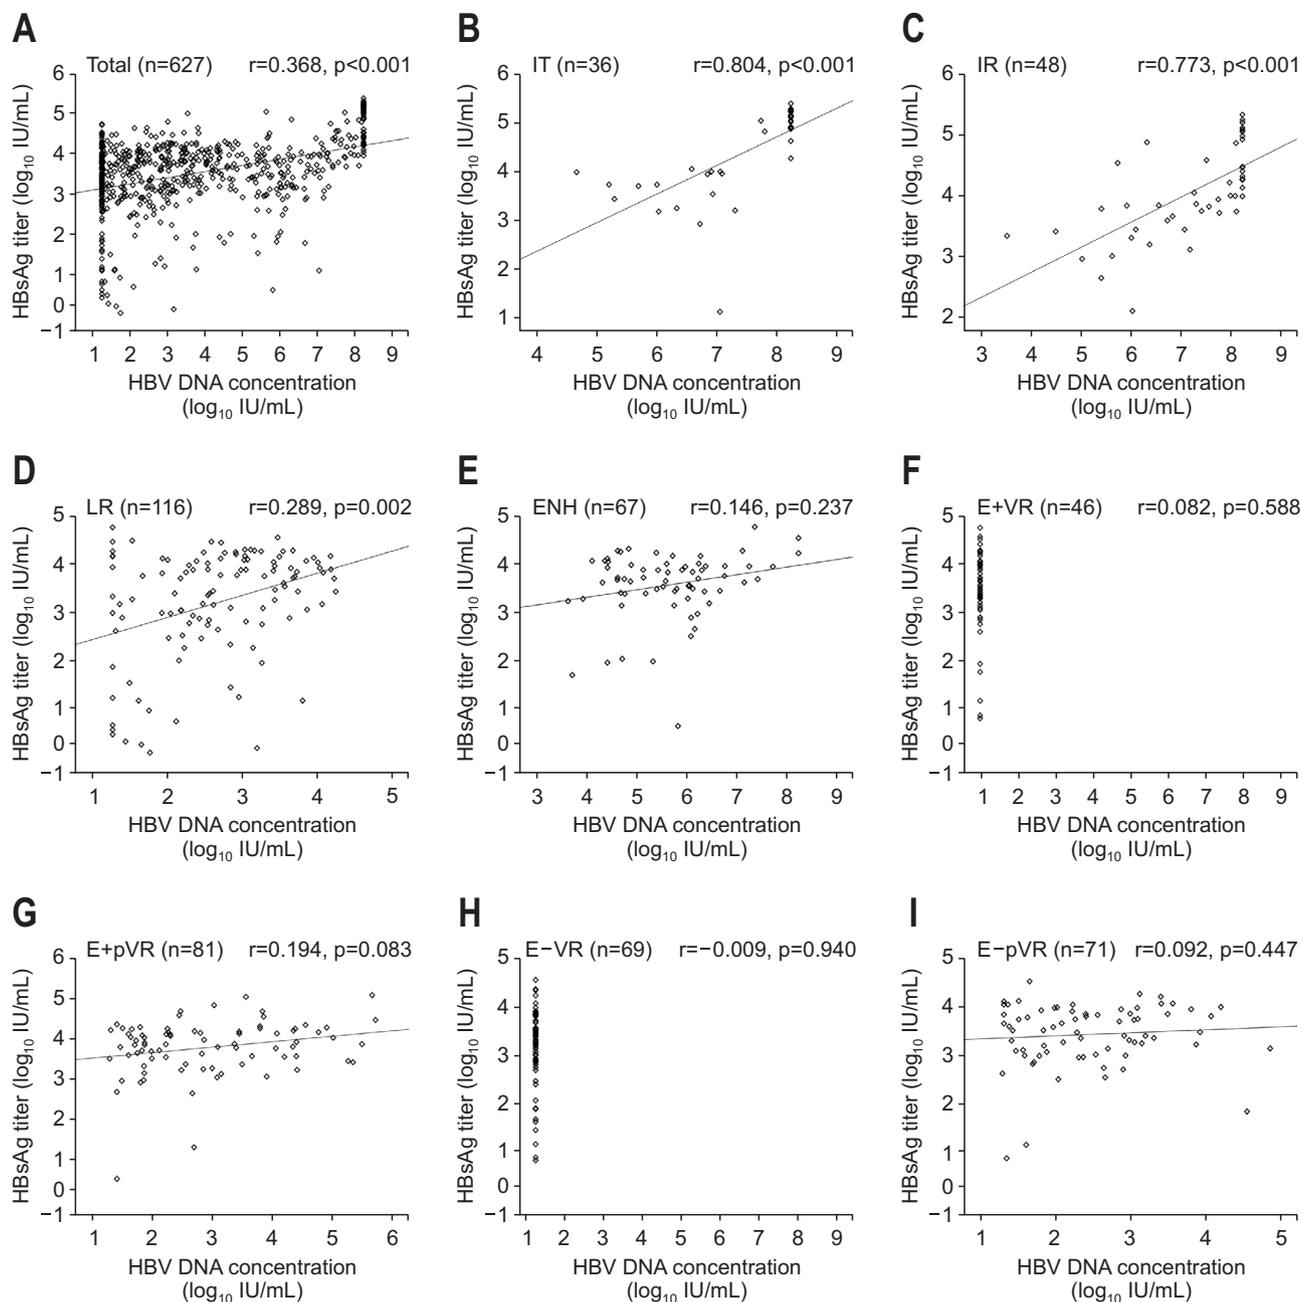 A
Total (n=627) r=0.368, p<0.001
HBsAg titer (log10 IU/mL)
6
5
4
3
2
1
0
−1
1 2 3 4 5 6 7 8 9
HBV DNA concentration
(log10 IU/mL)
B
IT (n=36) r=0.804, p<0.001
HBsAg titer (log10 IU/mL)
6
5
4
3
2
1
4 5 6 7 8 9
HBV DNA concentration
(log10 IU/mL)
C
IR (n=48) r=0.773, p<0.001
HBsAg titer (log10 IU/mL)
6
5
4
3
2
3 4 5 6 7 8 9
HBV DNA concentration
(log10 IU/mL)
D
LR (n=116) r=0.289, p=0.002
HBsAg titer (log10 IU/mL)
5
4
3
2
1
0
−1
1 2 3 4 5
HBV DNA concentration
(log10 IU/mL)
E
ENH (n=67) r=0.146, p=0.237
HBsAg titer (log10 IU/mL)
5
4
3
2
1
0
−1
3 4 5 6 7 8 9
HBV DNA concentration
(log10 IU/mL)
F
E+VR (n=46) r=0.082, p=0.588
HBsAg titer (log10 IU/mL)
5
4
3
2
1
0
−1
1 2 3 4 5 6 7 8 9
HBV DNA concentration
(log10 IU/mL)
G
E+pVR (n=81) r=0.194, p=0.083
HBsAg titer (log10 IU/mL)
6
5
4
3
2
1
0
−1
1 2 3 4 5 6
HBV DNA concentration
(log10 IU/mL)
H
E−VR (n=69) r=−0.009, p=0.940
HBsAg titer (log10 IU/mL)
5
4
3
2
1
0
−1
1 2 3 4 5 6 7 8 9
HBV DNA concentration
(log10 IU/mL)
I
E−pVR (n=71) r=0.092, p=0.447
HBsAg titer (log10 IU/mL)
5
4
3
2
1
0
−1
1 2 3 4 5
HBV DNA concentration
(log10 IU/mL)